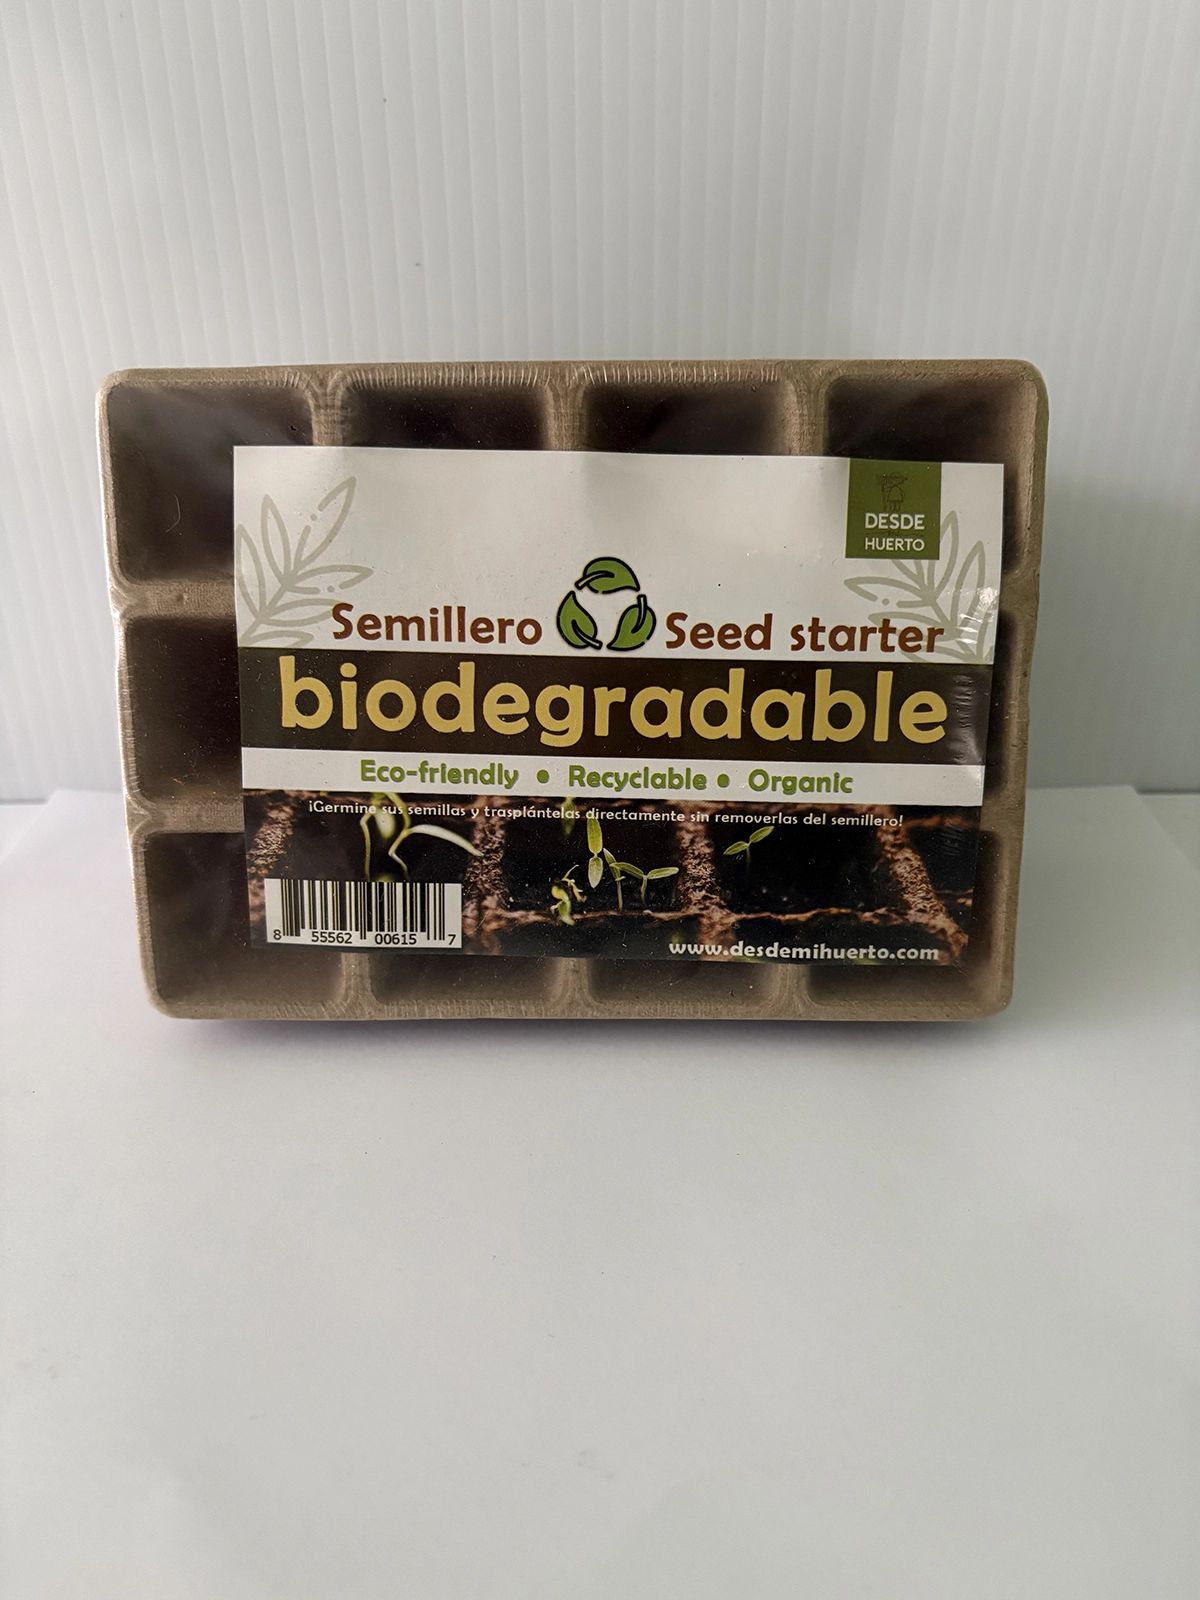 DESDE
HUERTO
Semillero Seed starter
biodegradable
Eco-friendly • Recyclable • Organic
¡Germine sus semillas y trasplántelas directamente sin removerlas del semillero!
8 55562 00615 7
www.desdemihuerto.com